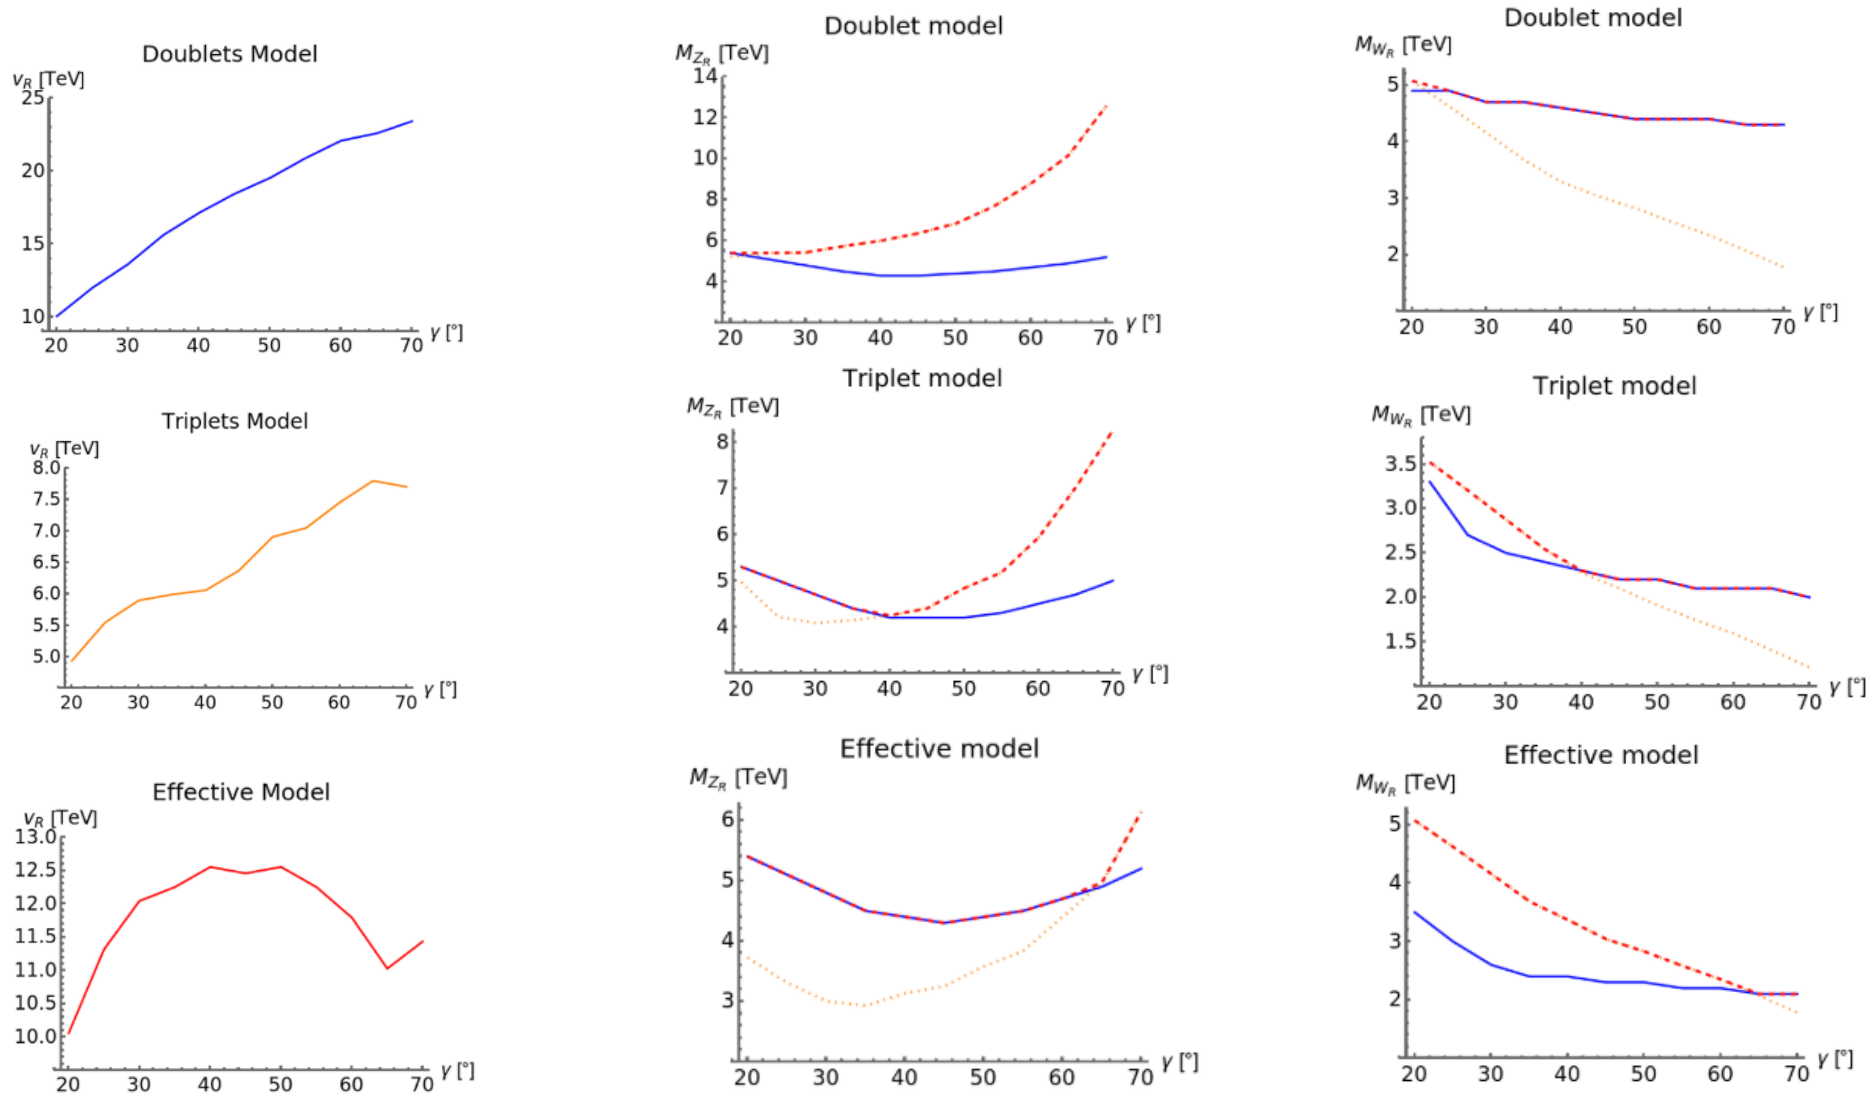 Doublets Model
v_R [TeV]
25
20
15
10
20 30 40 50 60 70
γ [°]
Doublet model
M_{Z_R} [TeV]
14
12
10
8
6
4
20 30 40 50 60 70
γ [°]
Doublet model
M_{W_R} [TeV]
5
4
3
2
20 30 40 50 60 70
γ [°]
Triplets Model
v_R [TeV]
8.0
7.5
7.0
6.5
6.0
5.5
5.0
20 30 40 50 60 70
γ [°]
Triplet model
M_{Z_R} [TeV]
8
7
6
5
4
20 30 40 50 60 70
γ [°]
Triplet model
M_{W_R} [TeV]
3.5
3.0
2.5
2.0
1.5
20 30 40 50 60 70
γ [°]
Effective Model
v_R [TeV]
13.0
12.5
12.0
11.5
11.0
10.5
10.0
20 30 40 50 60 70
γ [°]
Effective model
M_{Z_R} [TeV]
6
5
4
3
20 30 40 50 60 70
γ [°]
Effective model
M_{W_R} [TeV]
5
4
3
2
20 30 40 50 60 70
γ [°]